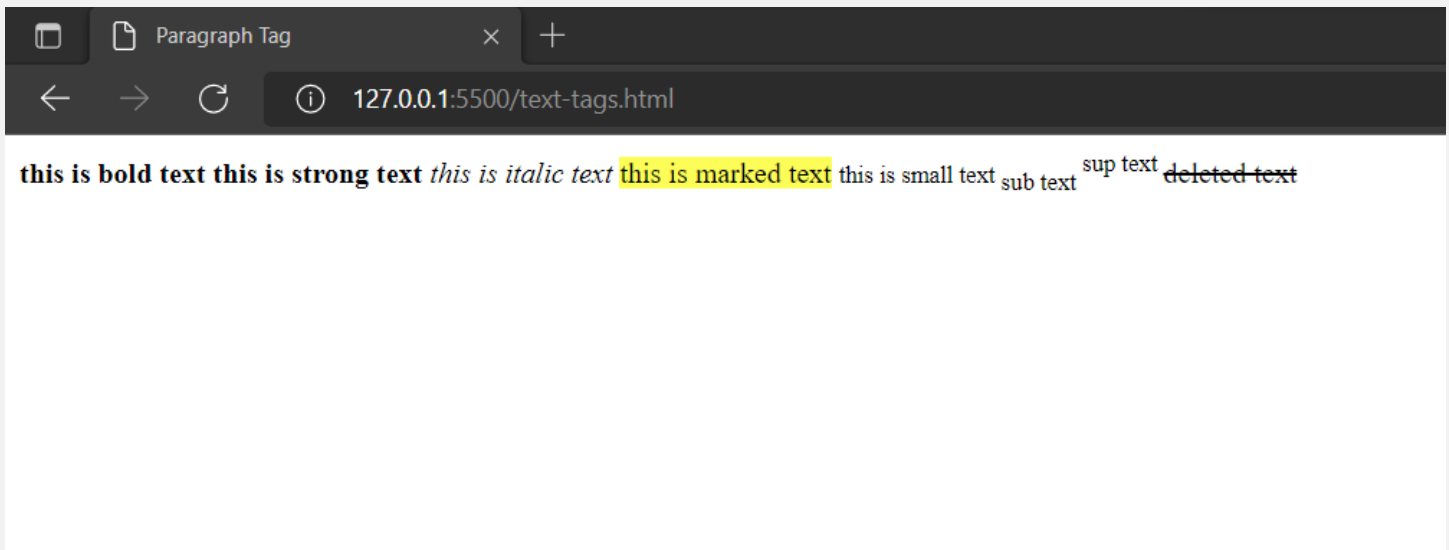 Paragraph Tag
127.0.0.1:5500/text-tags.html
this is bold text this is strong text this is italic text this is marked text this is small text sub text sup text deleted text